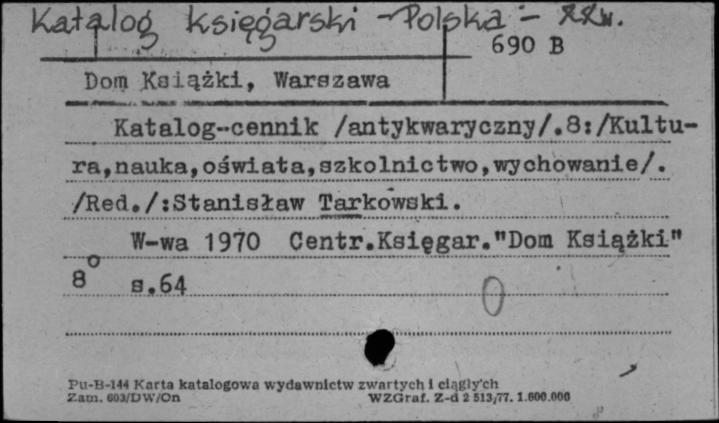 Katalog księgarski - Polska - XX w.
690 B
Dom Książki, Warszawa
Katalog-cennik /antykwaryczny/.8:/Kultu-
ra,nauka,oświata,szkolnictwo,wychowanie/.
/Red./:Stanisław Tarkowski.
W-wa 1970 Centr.Księgar."Dom Książki"
8° s.64
0
Pu-B-144 Karta katalogowa wydawnictw zwartych i ciągłych
Zam. 603/DW/On WZGraf. Z-d 2 513/77. 1.600.000